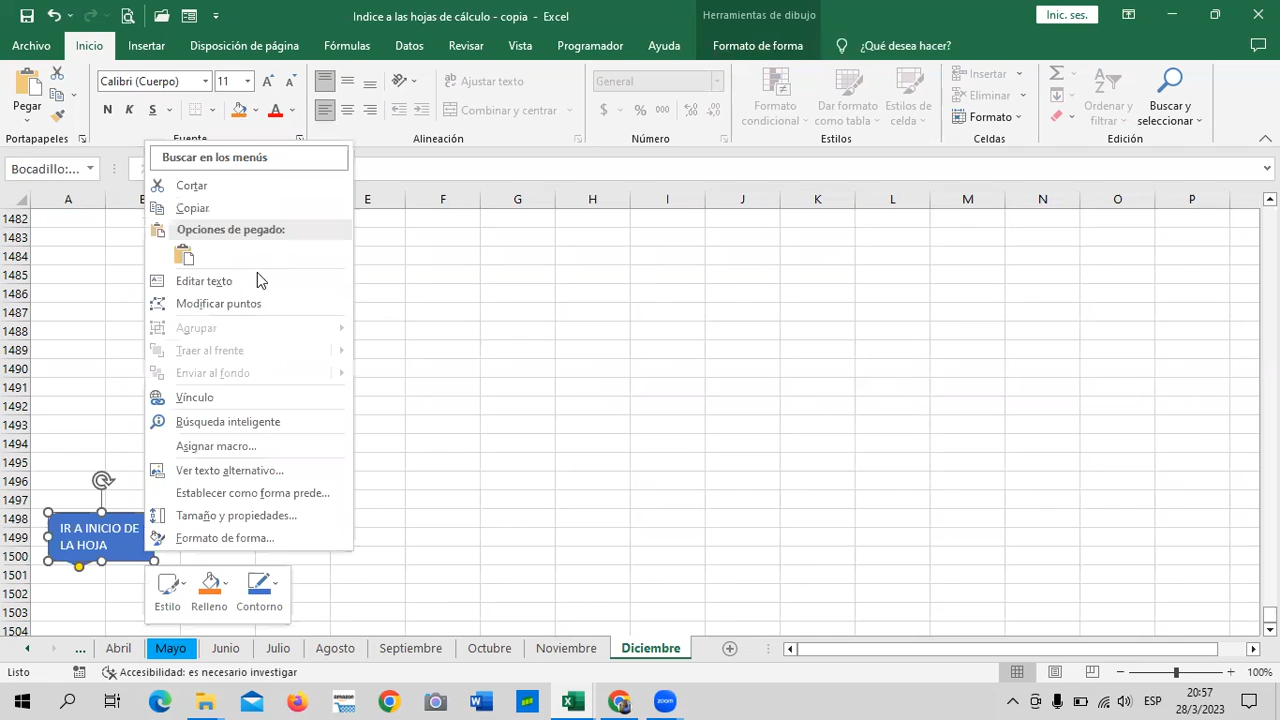 Indice a las hojas de cálculo - copia - Excel
Herramientas de dibujo
Inic. ses.
Archivo
Inicio
Insertar
Disposición de página
Fórmulas
Datos
Revisar
Vista
Programador
Ayuda
Formato de forma
¿Qué desea hacer?
Pegar
Calibri (Cuerpo)
11
N
K
S
Ajustar texto
Combinar y centrar
General
$
%
000
Formato condicional
Dar formato como tabla
Estilos de celda
Insertar
Eliminar
Formato
Ordenar y filtrar
Buscar y seleccionar
Portapapeles
Fuente
Alineación
Número
Estilos
Celdas
Edición
Bocadillo:...
A
E
F
G
H
I
J
K
L
M
N
O
P
1482
1483
1484
1485
1486
1487
1488
1489
1490
1491
1492
1493
1494
1495
1496
1497
1498
1499
1500
1501
1502
1503
1504
Buscar en los menús
Cortar
Copiar
Opciones de pegado:
Editar texto
Modificar puntos
Agrupar
Traer al frente
Enviar al fondo
Vínculo
Búsqueda inteligente
Asignar macro...
Ver texto alternativo...
Establecer como forma prede...
Tamaño y propiedades...
Formato de forma...
IR A INICIO DE
LA HOJA
Estilo
Relleno
Contorno
...
Abril
Mayo
Junio
Julio
Agosto
Septiembre
Octubre
Noviembre
Diciembre
Listo
Accesibilidad: es necesario investigar
100%
ESP
20:57
28/3/2023